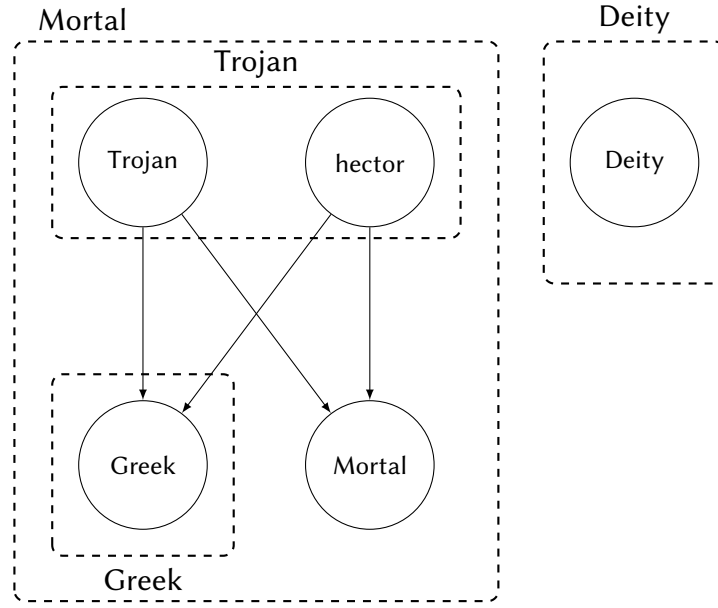 Mortal
Deity
Trojan
Trojan
hector
Deity
Greek
Mortal
Greek